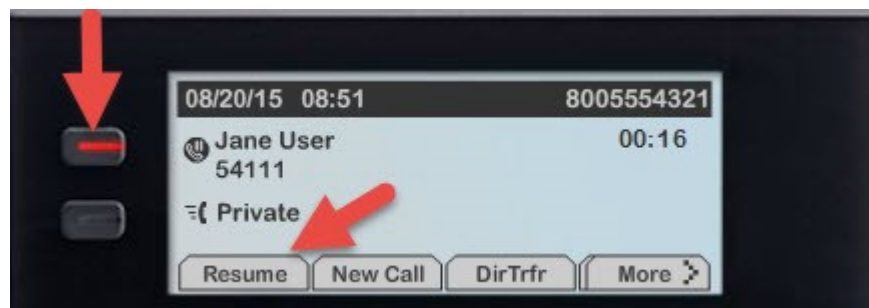 08/20/15 08:51 8005554321
Jane User 00:16
54111
Private
Resume New Call DirTrfr More